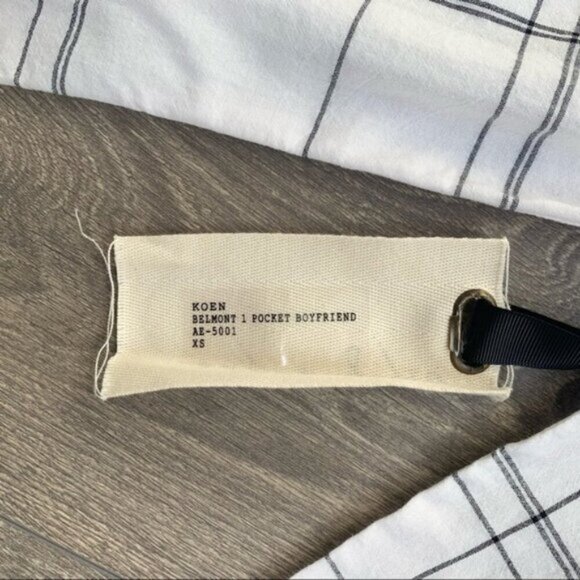 KOEN
BELMONT 1 POCKET BOYFRIEND
AE-5001
XS